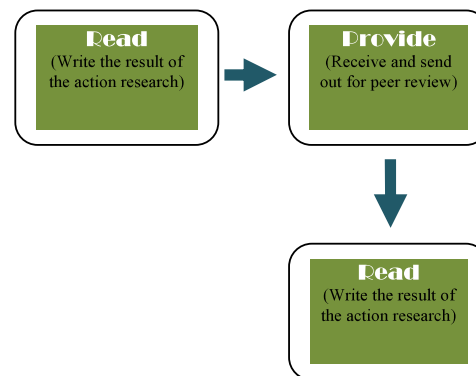 Read
(Write the result of
the action research)
Provide
(Receive and send
out for peer review)
Read
(Write the result of
the action research)